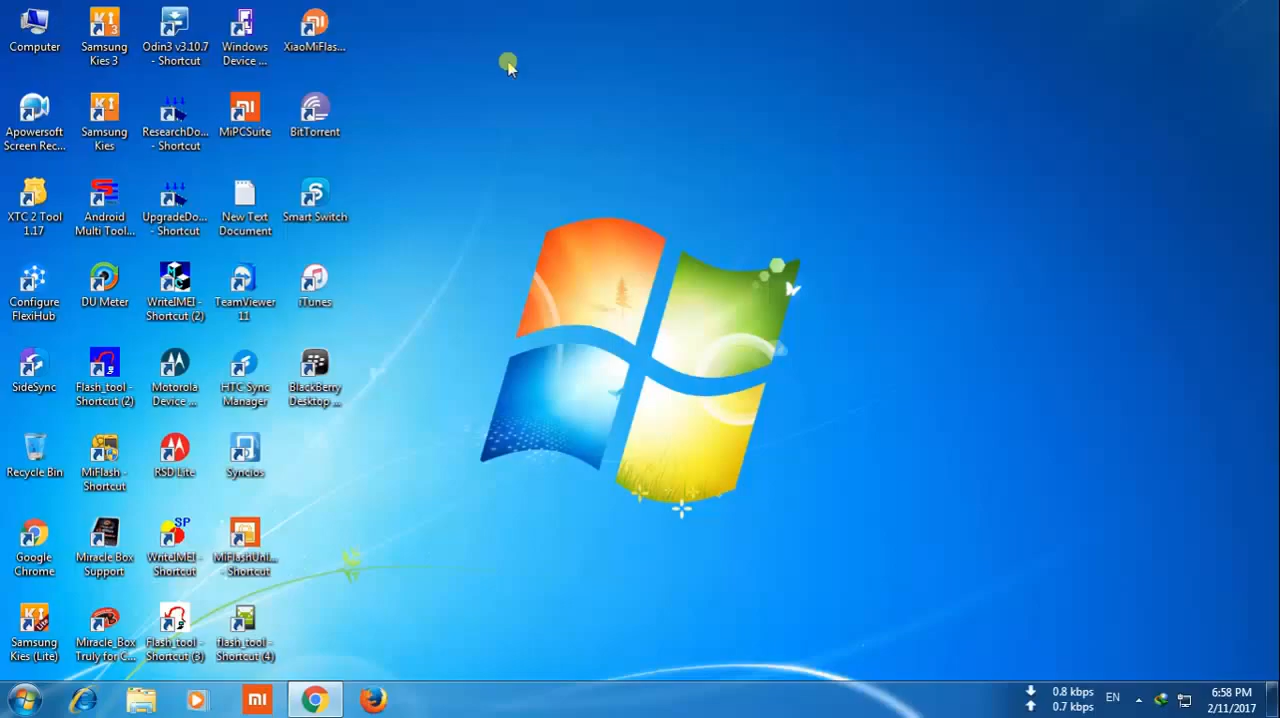 Computer
Samsung
Kies 3
Odin3 v3.10.7
- Shortcut
Windows
Device ...
XiaoMiFlas...
Apowersoft
Screen Rec...
Samsung
Kies
ResearchDo...
- Shortcut
MiPCSuite
BitTorrent
XTC 2 Tool
1.17
Android
Multi Tool...
UpgradeDo...
- Shortcut
New Text
Document
Smart Switch
Configure
FlexiHub
DU Meter
WriteIMEI -
Shortcut (2)
TeamViewer
11
iTunes
SideSync
Flash_tool -
Shortcut (2)
Motorola
Device ...
HTC Sync
Manager
BlackBerry
Desktop ...
Recycle Bin
MiFlash -
Shortcut
RSD Lite
Syncios
Google
Chrome
Miracle Box
Support
SP
WriteIMEI -
Shortcut
MiFlashUnl...
- Shortcut
Samsung
Kies (Lite)
Miracle_Box
Truly for C...
Flash_tool -
Shortcut (3)
flash_tool -
Shortcut (4)
0.8 kbps
0.7 kbps
EN
6:58 PM
2/11/2017